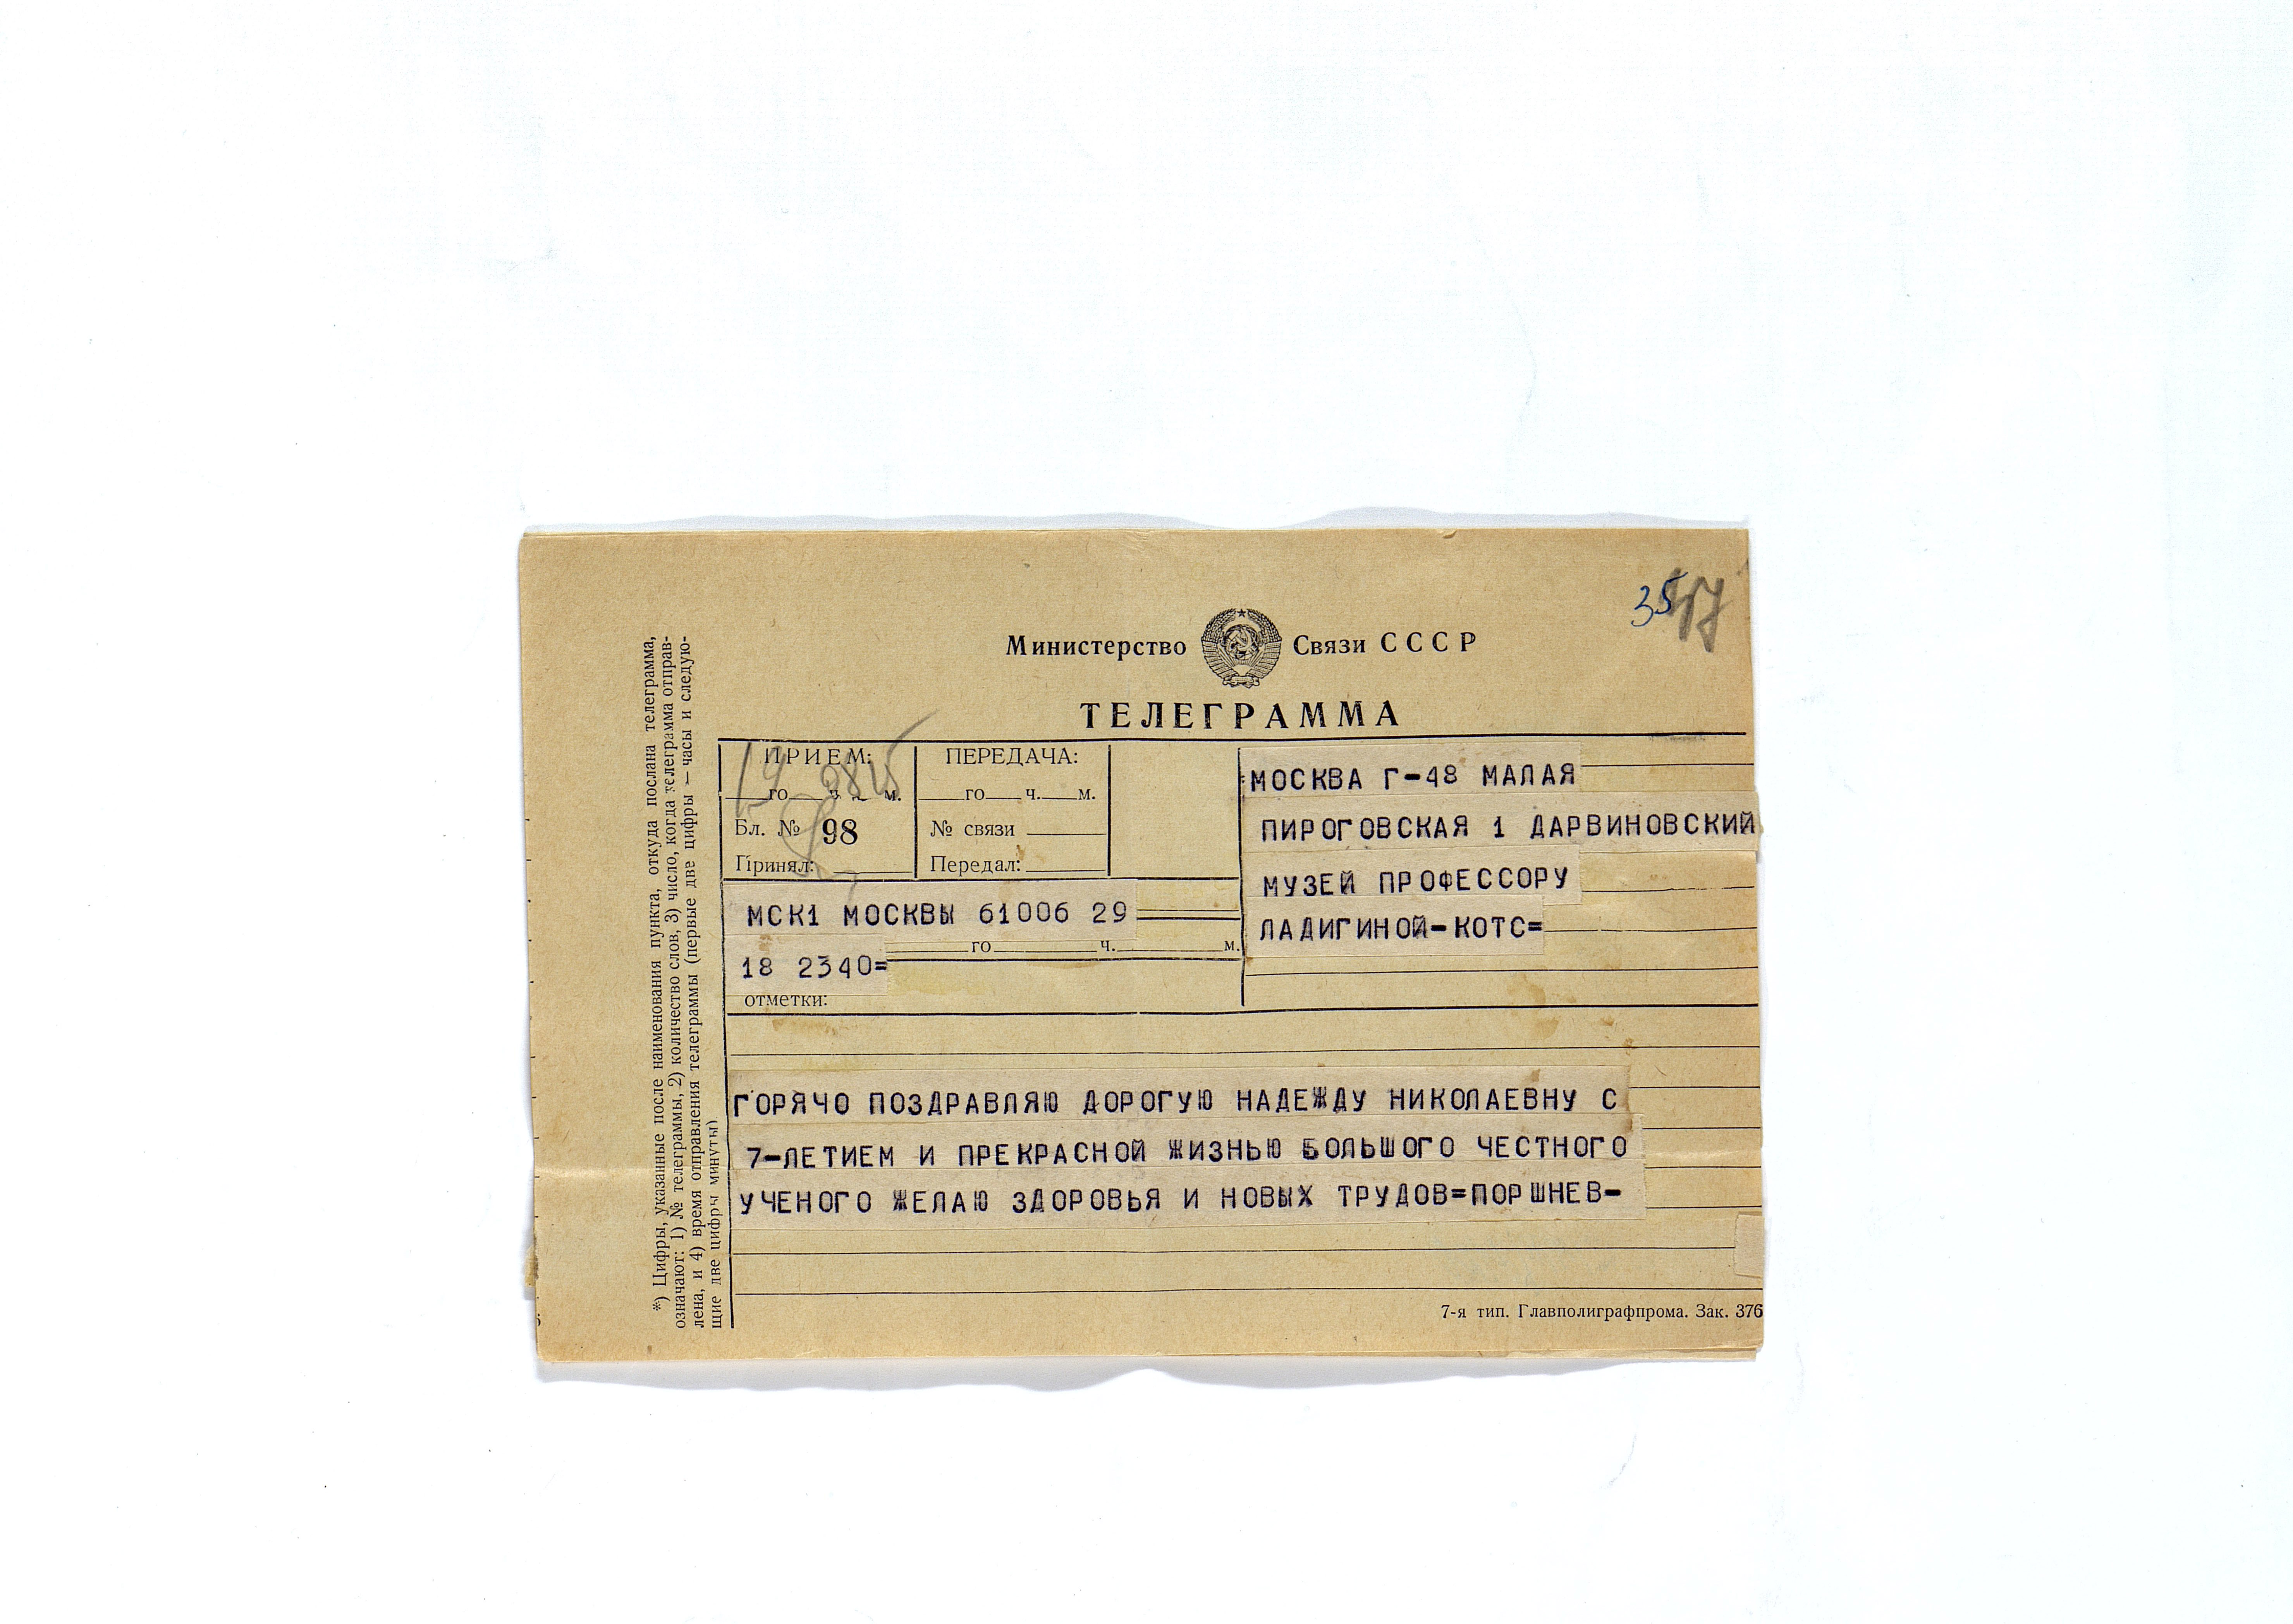 35
Министерство Связи СССР
ТЕЛЕГРАММА
ПРИЕМ:
го ч. м.
Бл. № 98
Принял:
ПЕРЕДАЧА:
го ч. м.
№ связи
Передал:
МОСКВА Г-48 МАЛАЯ
ПИРОГОВСКАЯ 1 ДАРВИНОВСКИЙ
МУЗЕЙ ПРОФЕССОРУ
ЛАДИГИНОЙ-КОТС=
МСК1 МОСКВЫ 61006 29
го ч. м.
18 2340=
отметки:
ГОРЯЧО ПОЗДРАВЛЯЮ ДОРОГУЮ НАДЕЖДУ НИКОЛАЕВНУ С
7-ЛЕТИЕМ И ПРЕКРАСНОЙ ЖИЗНЬЮ БОЛЬШОГО ЧЕСТНОГО
УЧЕНОГО ЖЕЛАЮ ЗДОРОВЬЯ И НОВЫХ ТРУДОВ=ПОРШНЕВ-
7-я тип. Главполиграфпрома. Зак. 376
*) Цифры, указанные после наименования пункта, откуда послана телеграмма,
означают: 1) № телеграммы, 2) количество слов, 3) число, когда телеграмма отправ-
лена, и 4) время отправления телеграммы (первые две цифры — часы и следую-
щие две цифры минуты)